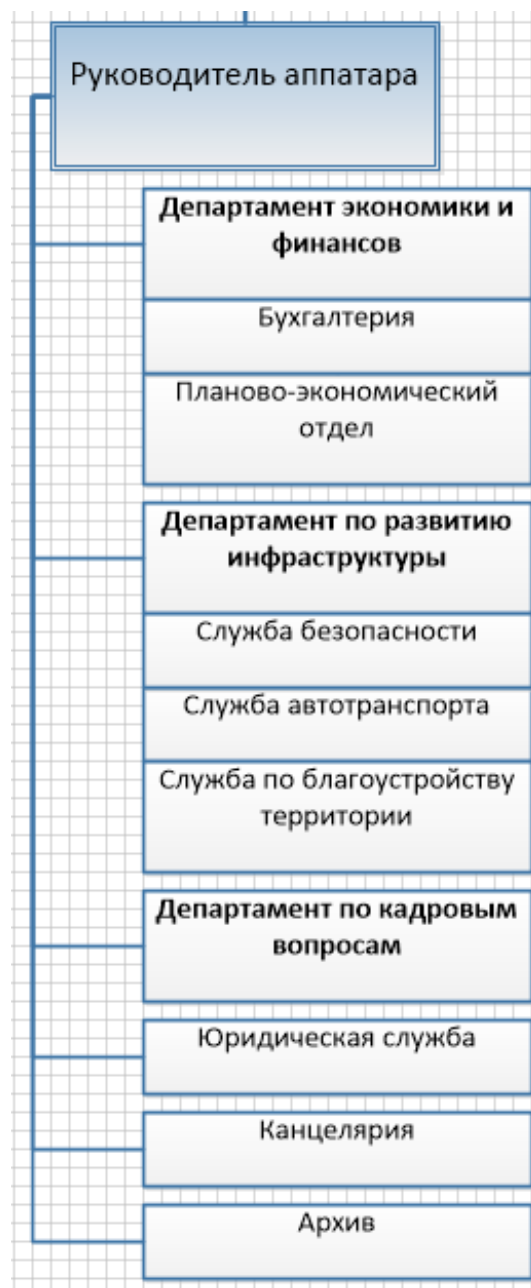 Руководитель аппатара
Департамент экономики и
финансов
Бухгалтерия
Планово-экономический
отдел
Департамент по развитию
инфраструктуры
Служба безопасности
Служба автотранспорта
Служба по благоустройству
территории
Департамент по кадровым
вопросам
Юридическая служба
Канцелярия
Архив